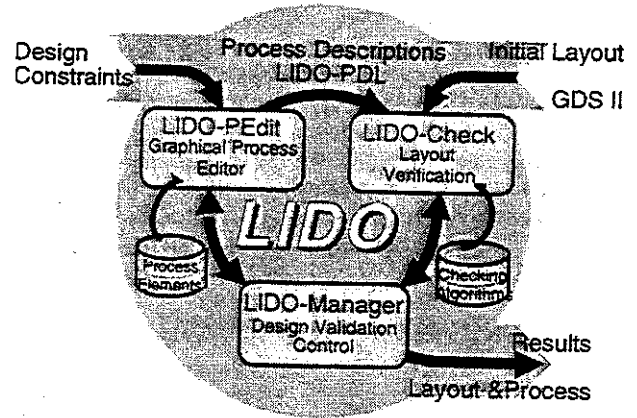 Design
Constraints
Process Descriptions
LIDO-PDL
Initial Layout
GDS II
LIDO-PEdit
Graphical Process
Editor
LIDO-Check
Layout
Verification
LIDO
Process
Elements
Checking
Algorithms
LIDO-Manager
Design Validation
Control
Results
Layout &Process